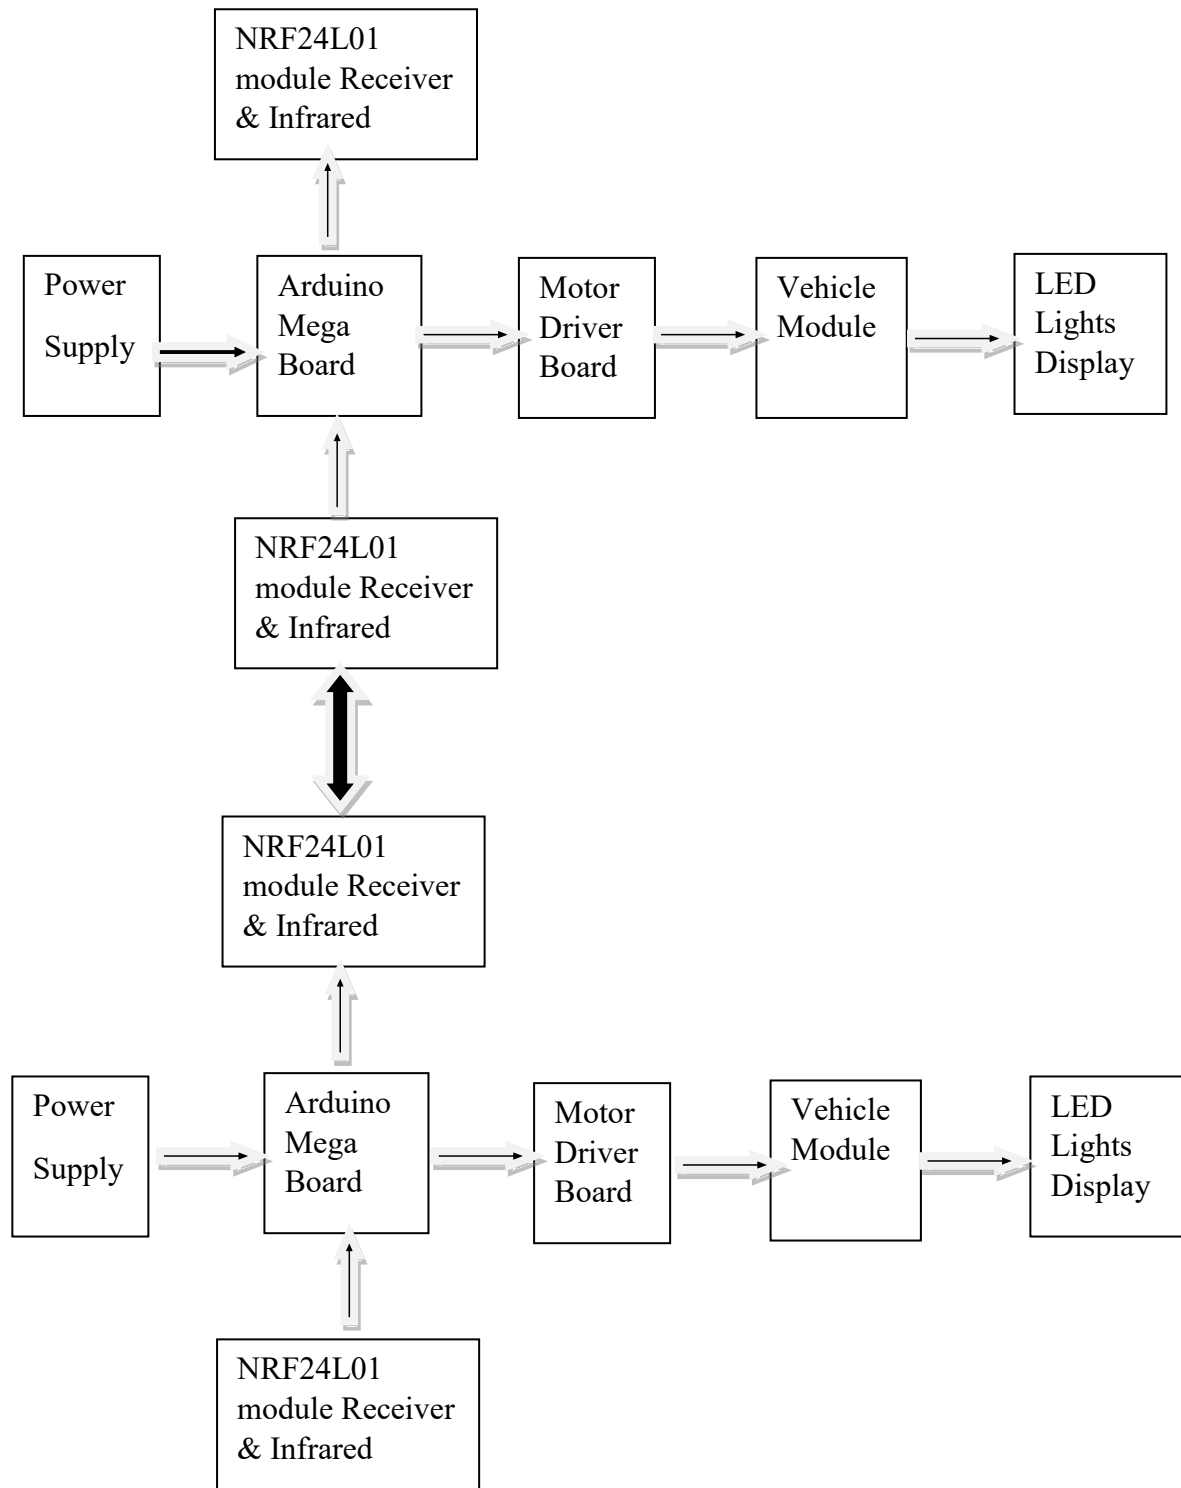 NRF24L01
module Receiver
& Infrared
Power
Supply
Arduino
Mega
Board
Motor
Driver
Board
Vehicle
Module
LED
Lights
Display
NRF24L01
module Receiver
& Infrared
NRF24L01
module Receiver
& Infrared
Power
Supply
Arduino
Mega
Board
Motor
Driver
Board
Vehicle
Module
LED
Lights
Display
NRF24L01
module Receiver
& Infrared